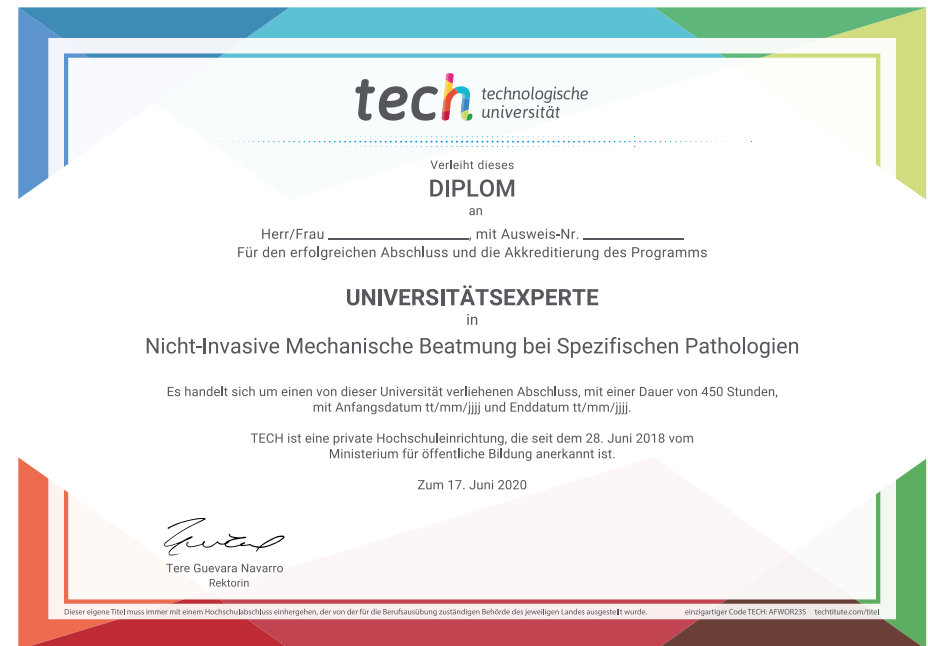 tech technologische
universität
Verleiht dieses
DIPLOM
an
Herr/Frau ____________, mit Ausweis-Nr. ____________
Für den erfolgreichen Abschluss und die Akkreditierung des Programms
UNIVERSITÄTSEXPERTE
in
Nicht-Invasive Mechanische Beatmung bei Spezifischen Pathologien
Es handelt sich um einen von dieser Universität verliehenen Abschluss, mit einer Dauer von 450 Stunden,
mit Anfangsdatum tt/mm/jjjj und Enddatum tt/mm/jjjj.
TECH ist eine private Hochschuleinrichtung, die seit dem 28. Juni 2018 vom
Ministerium für öffentliche Bildung anerkannt ist.
Zum 17. Juni 2020
Tere Guevara Navarro
Rektorin
Dieser eigene Titel muss immer mit einem Hochschulabschluss einhergehen, der von der für die Berufsausübung zuständigen Behörde des jeweiligen Landes ausgestellt wurde. einzigartiger Code TECH: AFWOR235 techtitute.com/titel